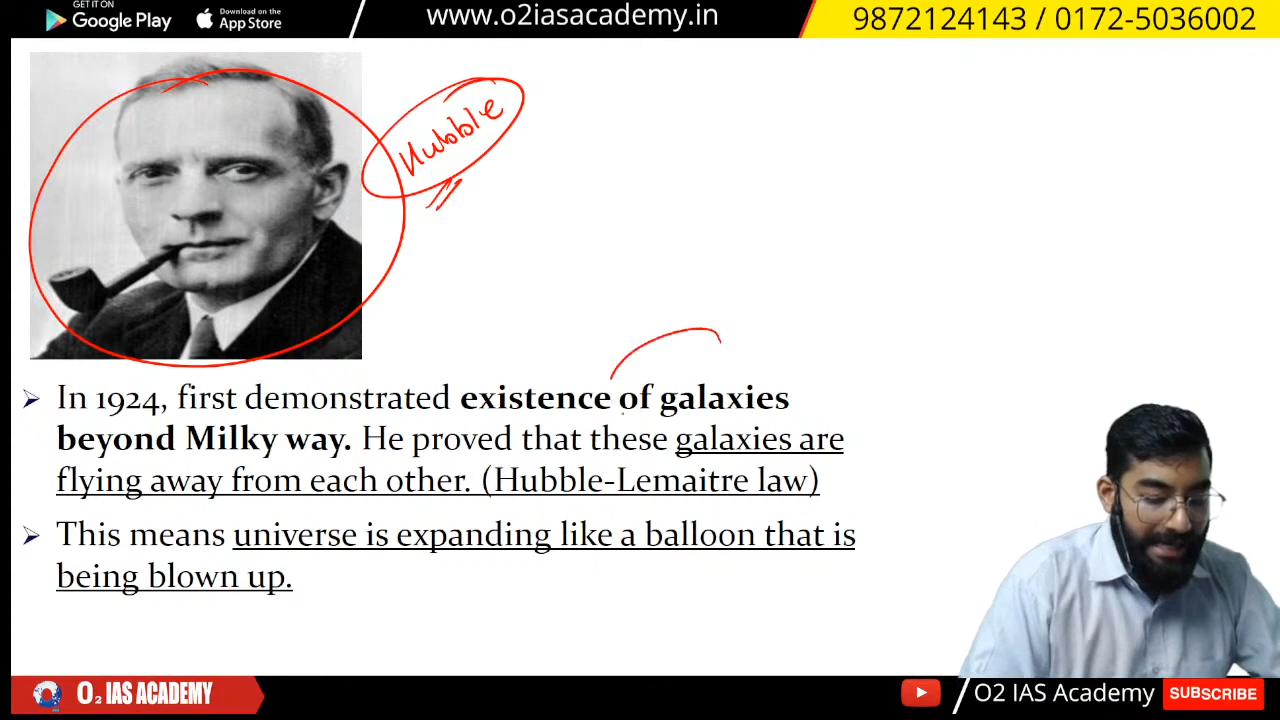 GET IT ON
Google Play
Download on the
App Store
www.o2iasacademy.in
9872124143 / 0172-5036002
Hubble
➢ In 1924, first demonstrated existence of galaxies
beyond Milky way. He proved that these galaxies are
flying away from each other. (Hubble-Lemaitre law)
➢ This means universe is expanding like a balloon that is
being blown up.
O2 IAS ACADEMY
O2 IAS Academy
SUBSCRIBE